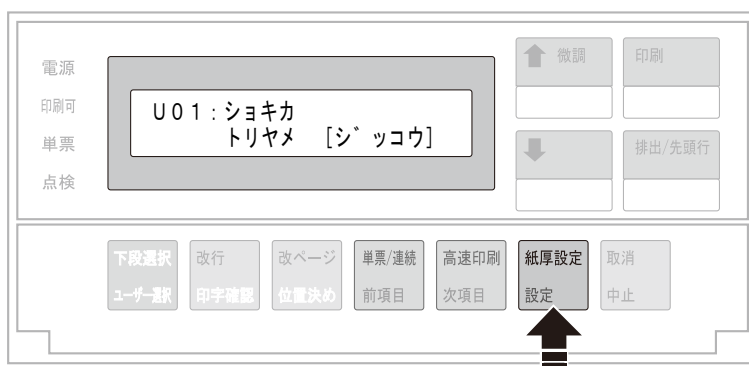 電源
印刷可
単票
点検
U01:ショキカ
トリヤメ [ジッコウ]
微調
印刷
排出/先頭行
下段選択
ユーザー選択
改行
印字確認
改ページ
位置決め
単票/連続
前項目
高速印刷
次項目
紙厚設定
設定
取消
中止